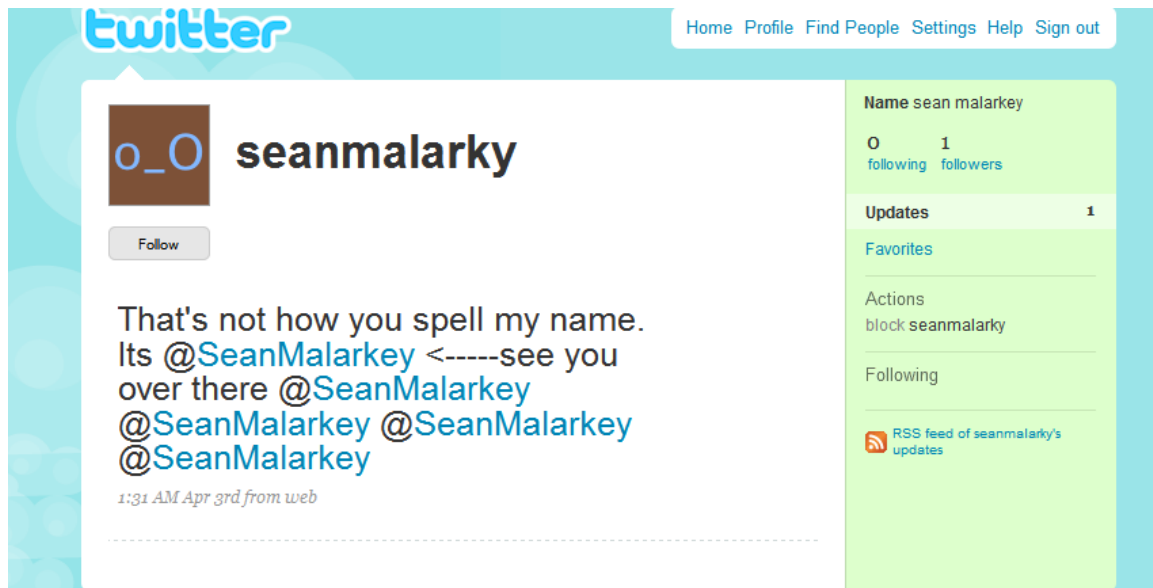 twitter
Home Profile Find People Settings Help Sign out
o_O
seanmalarky
Follow
That's not how you spell my name.
Its @SeanMalarkey <-----see you
over there @SeanMalarkey
@SeanMalarkey @SeanMalarkey
@SeanMalarkey
1:31 AM Apr 3rd from web
Name sean malarkey
0 1
following followers
Updates 1
Favorites
Actions
block seanmalarky
Following
RSS feed of seanmalarky's
updates